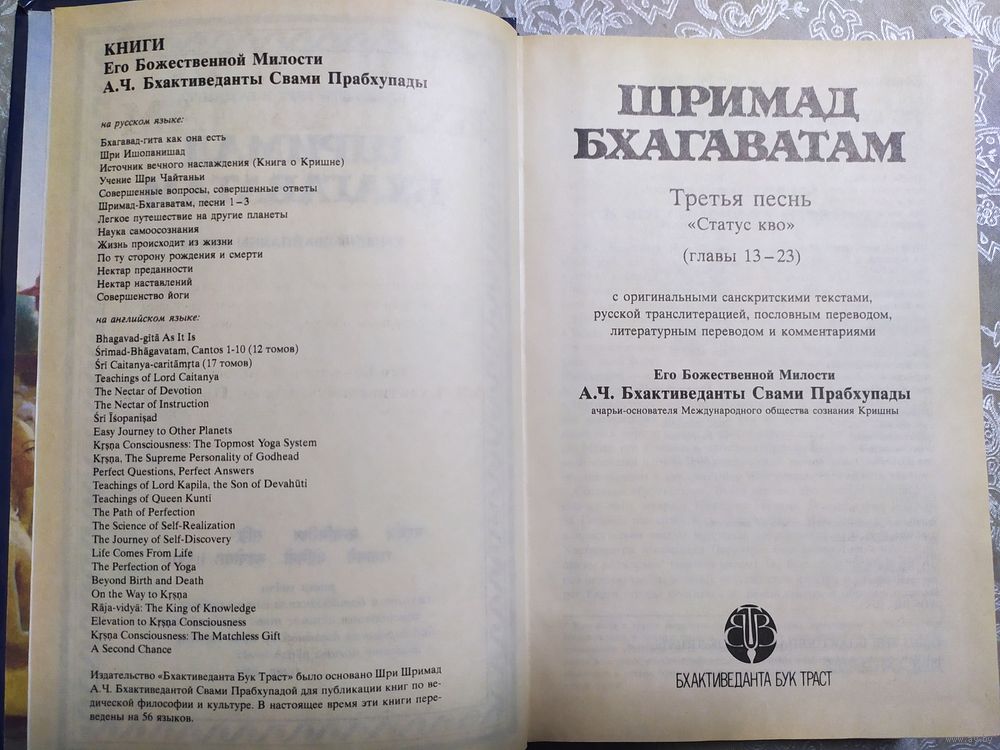 КНИГИ
Его Божественной Милости
А.Ч. Бхактиведанты Свами Прабхупады
на русском языке:
Бхагавад-гита как она есть
Шри Ишопанишад
Источник вечного наслаждения (Книга о Кришне)
Учение Шри Чайтаньи
Совершенные вопросы, совершенные ответы
Шримад-Бхагаватам, песни 1-3
Легкое путешествие на другие планеты
Наука самоосознания
Жизнь происходит из жизни
По ту сторону рождения и смерти
Нектар преданности
Нектар наставлений
Совершенство йоги
на английском языке:
Bhagavad-gītā As It Is
Śrīmad-Bhāgavatam, Cantos 1-10 (12 томов)
Śrī Caitanya-caritāmṛta (17 томов)
Teachings of Lord Caitanya
The Nectar of Devotion
The Nectar of Instruction
Śrī Īśopaniṣad
Easy Journey to Other Planets
Kṛṣṇa Consciousness: The Topmost Yoga System
Kṛṣṇa, The Supreme Personality of Godhead
Perfect Questions, Perfect Answers
Teachings of Lord Kapila, the Son of Devahūti
Teachings of Queen Kuntī
The Path of Perfection
The Science of Self-Realization
The Journey of Self-Discovery
Life Comes From Life
The Perfection of Yoga
Beyond Birth and Death
On the Way to Kṛṣṇa
Rāja-vidyā: The King of Knowledge
Elevation to Kṛṣṇa Consciousness
Kṛṣṇa Consciousness: The Matchless Gift
A Second Chance
Издательство «Бхактиведанта Бук Траст» было основано Шри Шримад
А.Ч. Бхактиведантой Свами Прабхупадой для публикации книг по ве-
дической философии и культуре. В настоящее время эти книги пере-
ведены на 56 языков.
ШРИМАД
БХАГАВАТАМ
Третья песнь
«Статус кво»
(главы 13-23)
с оригинальными санскритскими текстами,
русской транслитерацией, пословным переводом,
литературным переводом и комментариями
Его Божественной Милости
А.Ч. Бхактиведанты Свами Прабхупады
ачарьи-основателя Международного общества сознания Кришны
БХАКТИВЕДАНТА БУК ТРАСТ
www.ay.by